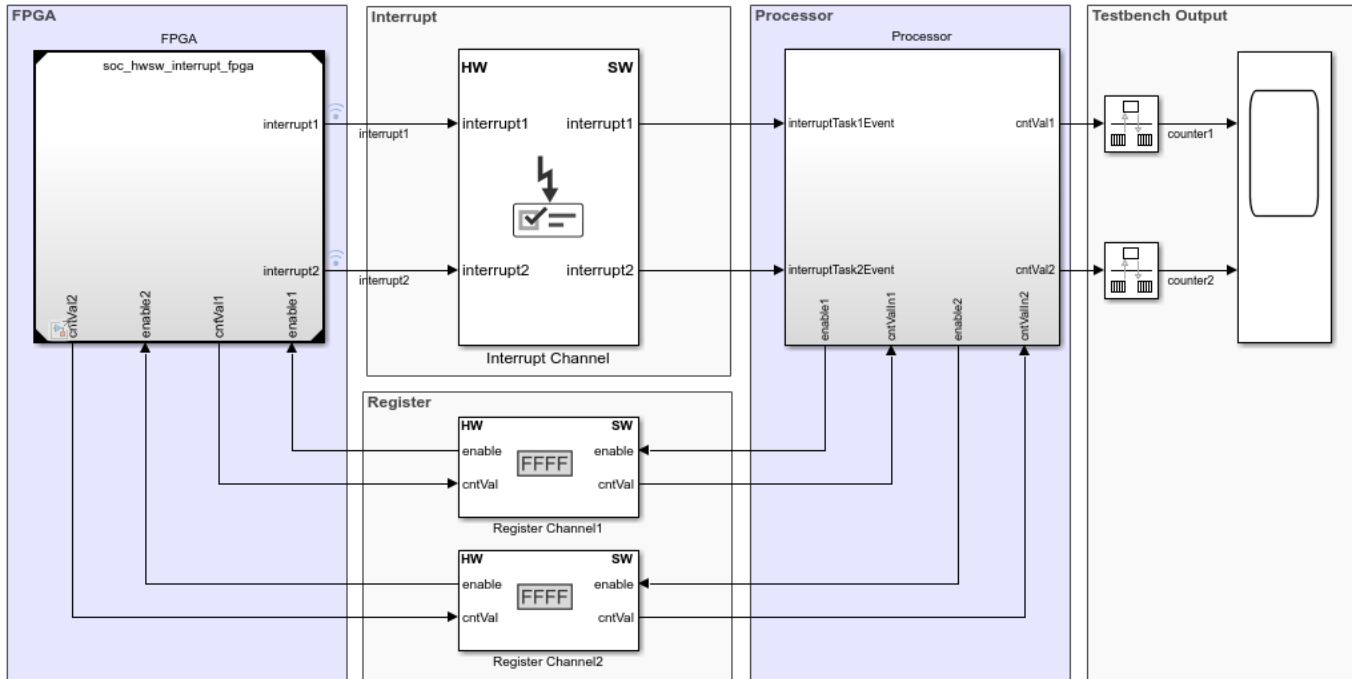 FPGA
Interrupt
Processor
Testbench Output
FPGA
soc_hwsw_interrupt_fpga
interrupt1
interrupt2
cntVal2
enable2
cntVal1
enable1
interrupt1
interrupt2
HW
SW
interrupt1
interrupt1
interrupt2
interrupt2
Interrupt Channel
Processor
interruptTask1Event
cntVal1
interruptTask2Event
cntVal2
enable1
cntValIn1
enable2
cntValIn2
counter1
counter2
Register
HW
SW
enable
FFFF
enable
cntVal
cntVal
Register Channel1
HW
SW
enable
FFFF
enable
cntVal
cntVal
Register Channel2